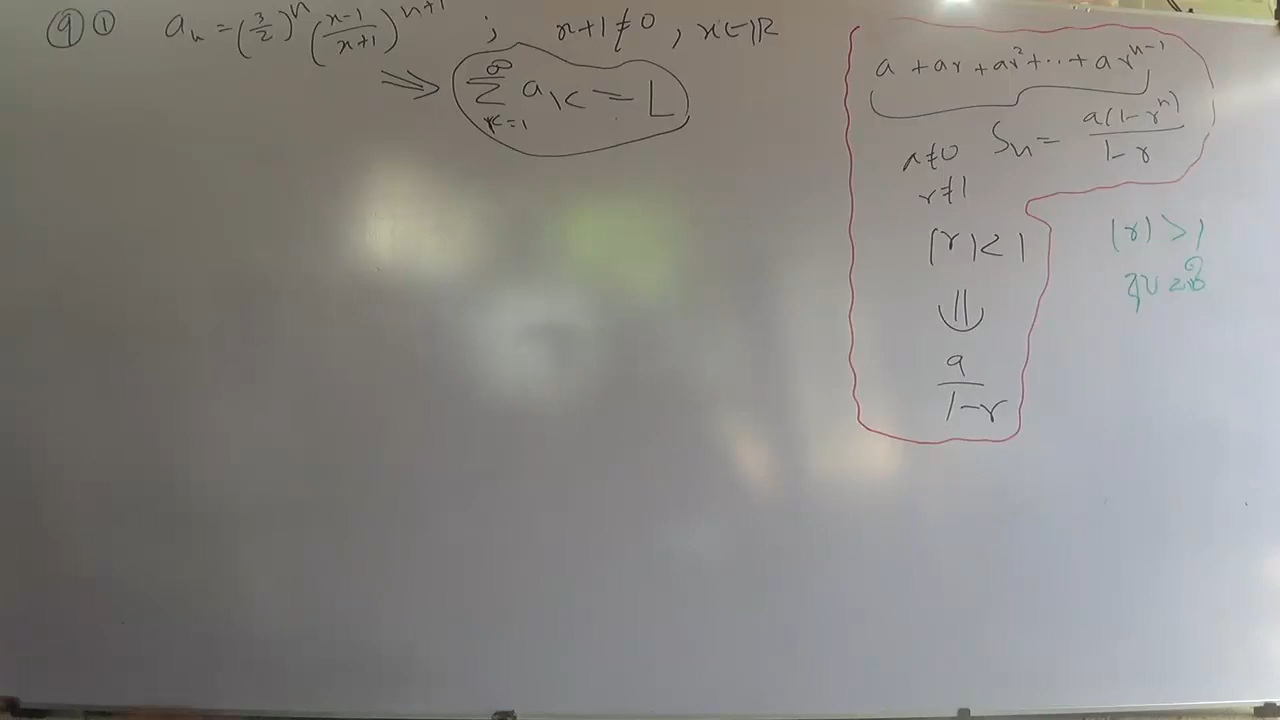 ⑨ ① aₙ = (3/2)ⁿ ((x-1)/(x+1))ⁿ⁺¹ ; x+1 ≠ 0 , x ∈ ℝ
⟹ ∑_{k=1}^{∞} a_k = L
a + ar + ar² + ... + arⁿ⁻¹
Sₙ = a(1-rⁿ)/(1-r)
a≠0
r≠1
|r| < 1
⇓
a/(1-r)
|r| > 1